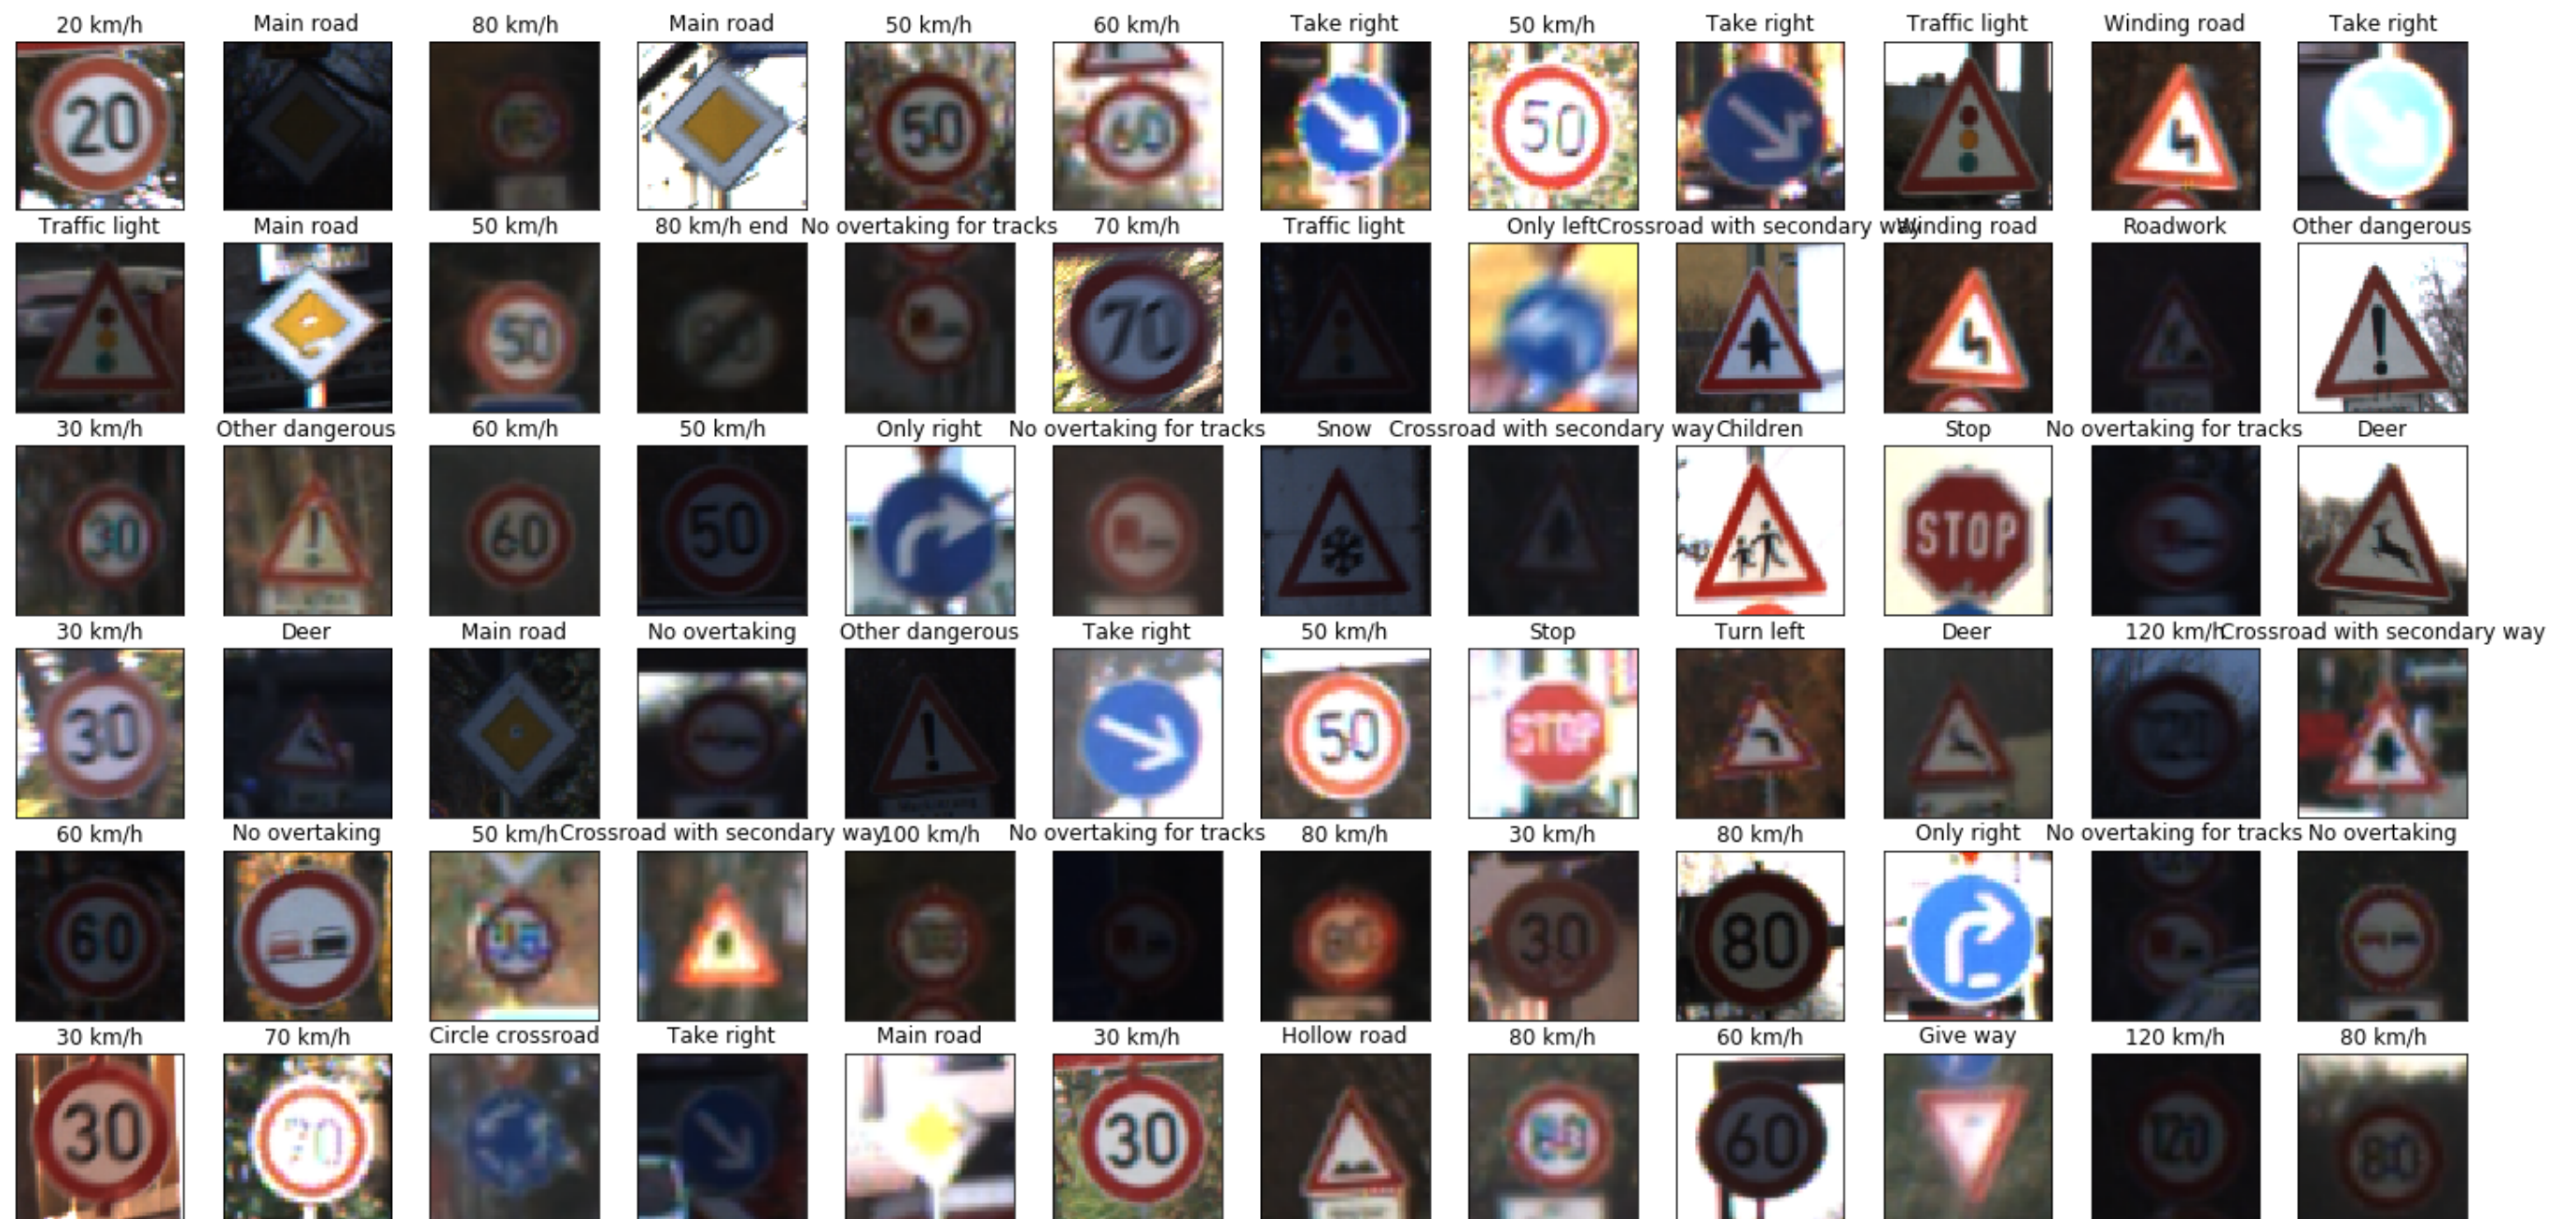 20 km/h Main road 80 km/h Main road 50 km/h 60 km/h Take right 50 km/h Take right Traffic light Winding road Take right
20 50 60 50
Traffic light Main road 50 km/h 80 km/h end No overtaking for tracks 70 km/h Traffic light Only left Crossroad with secondary way Winding road Roadwork Other dangerous
50 80 70
30 km/h Other dangerous 60 km/h 50 km/h Only right No overtaking for tracks Snow Crossroad with secondary way Children Stop No overtaking for tracks Deer
30 60 50 STOP
30 km/h Deer Main road No overtaking Other dangerous Take right 50 km/h Stop Turn left Deer 120 km/h Crossroad with secondary way
30 50 STOP 120
60 km/h No overtaking 50 km/h Crossroad with secondary way 100 km/h No overtaking for tracks 80 km/h 30 km/h 80 km/h Only right No overtaking for tracks No overtaking
60 80 30 80
30 km/h 70 km/h Circle crossroad Take right Main road 30 km/h Hollow road 80 km/h 60 km/h Give way 120 km/h 80 km/h
30 70 30 60 120 80